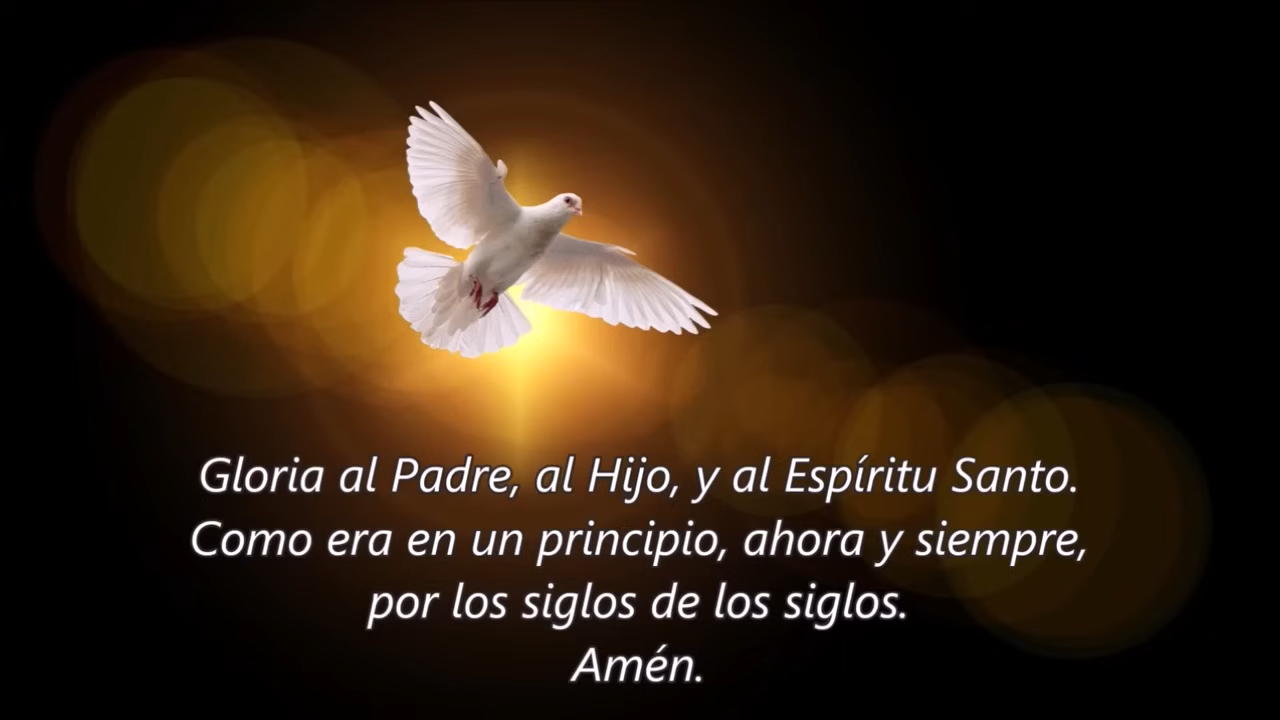 Gloria al Padre, al Hijo, y al Espíritu Santo.
Como era en un principio, ahora y siempre,
por los siglos de los siglos.
Amén.